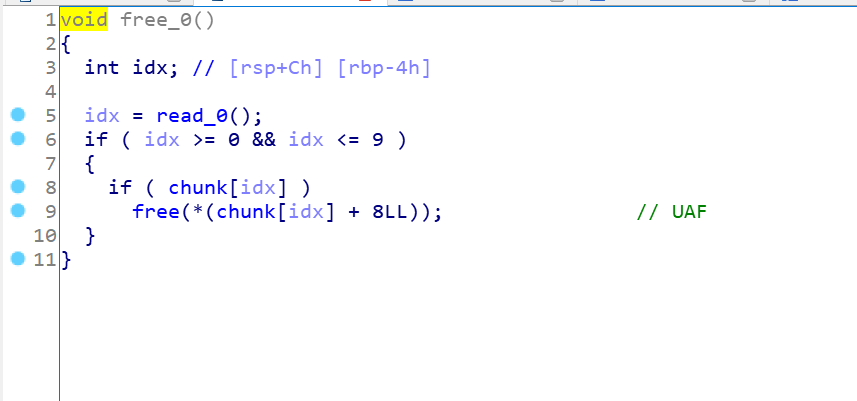 1 void free_0()
2 {
3   int idx; // [rsp+Ch] [rbp-4h]
4
5   idx = read_0();
6   if ( idx >= 0 && idx <= 9 )
7   {
8     if ( chunk[idx] )
9       free(*(chunk[idx] + 8LL));                // UAF
10   }
11 }